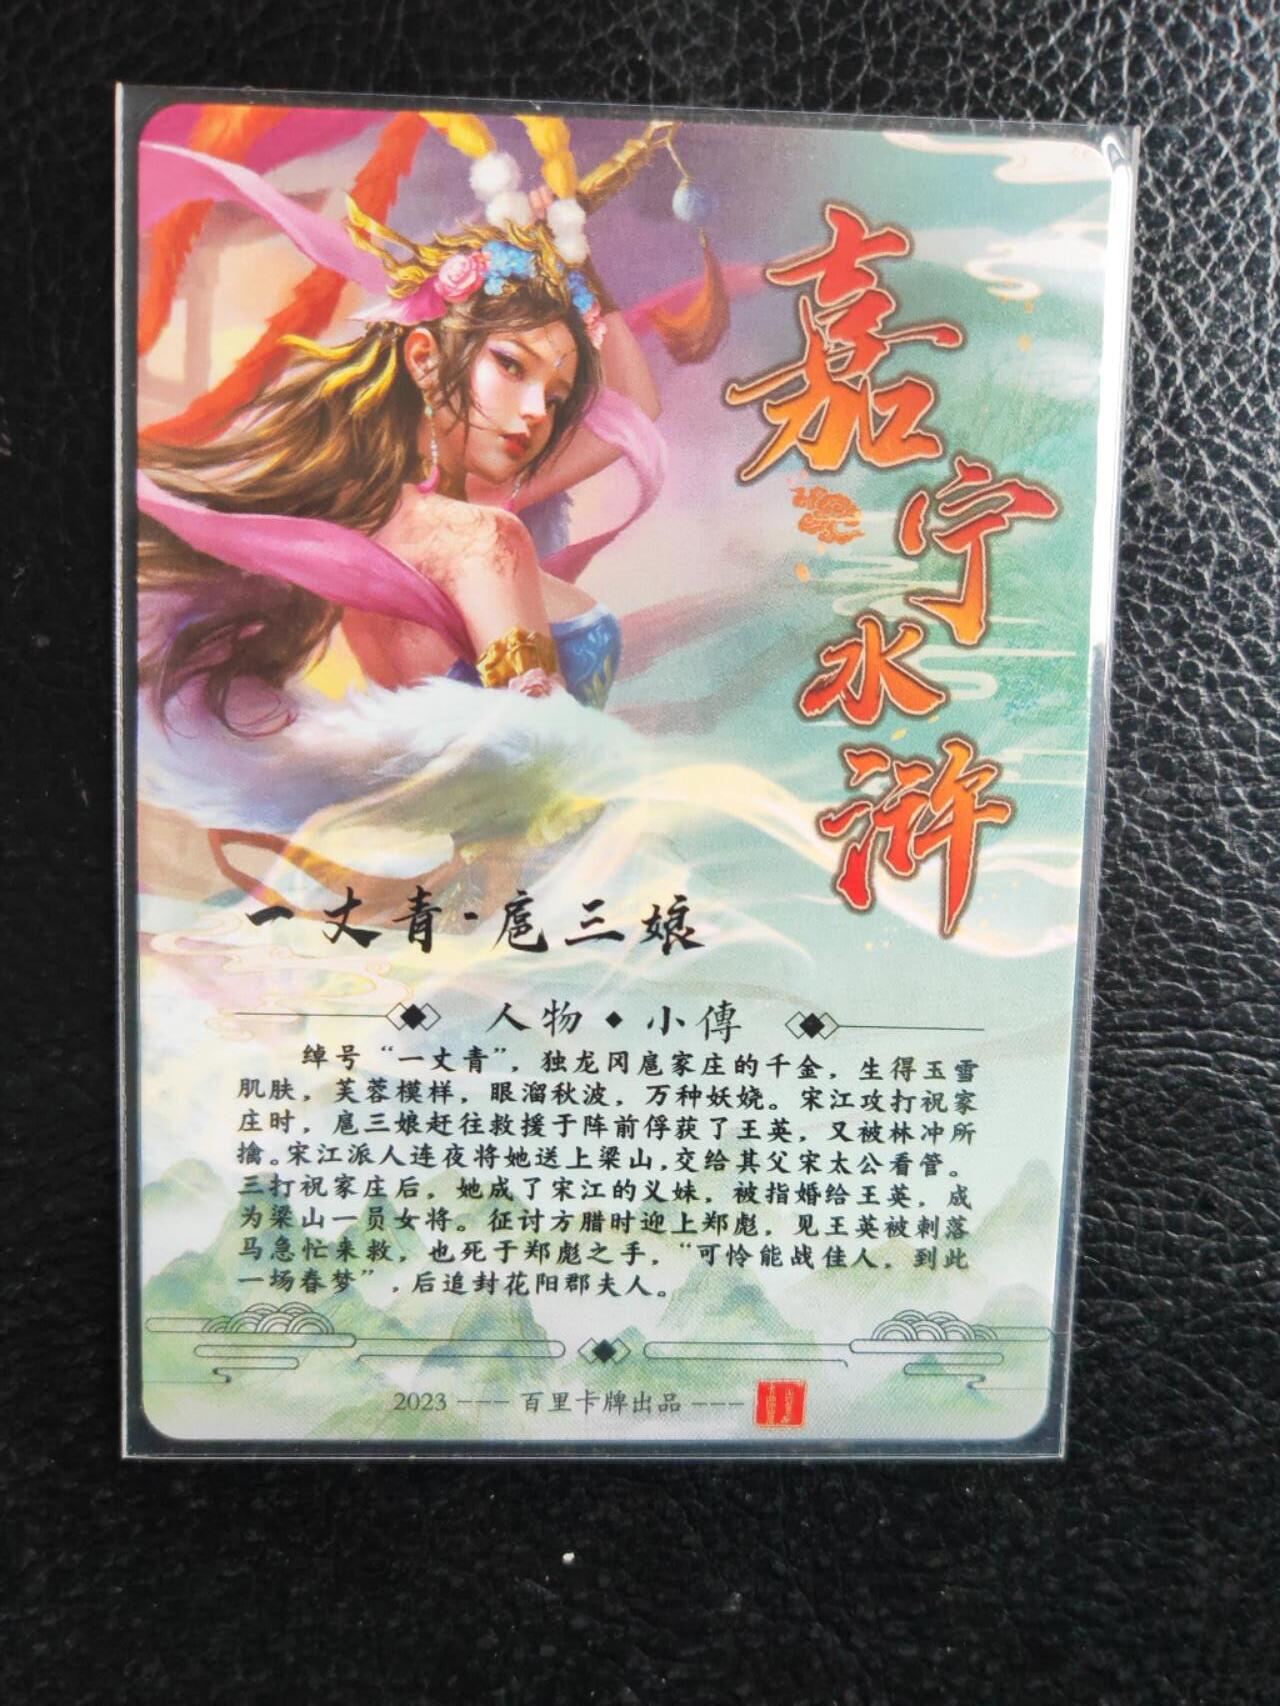 嘉宁水浒
一丈青-扈三娘
人物◆小傳
绰号“一丈青”，独龙冈扈家庄的千金，生得玉雪
肌肤，芙蓉模样，眼溜秋波，万种妖娆。宋江攻打祝家
庄时，扈三娘赶往救援于阵前俘获了王英，又被林冲所
擒。宋江派人连夜将她送上梁山，交给其父宋太公看管。
三打祝家庄后，她成了宋江的义妹，被指婚给王英，成
为梁山一员女将。征讨方腊时迎上郑彪，见王英被刺落
马急忙来救，也死于郑彪之手，“可怜能战佳人，到此
一场春梦”，后追封花阳郡夫人。
2023 --- 百里卡牌出品 ---